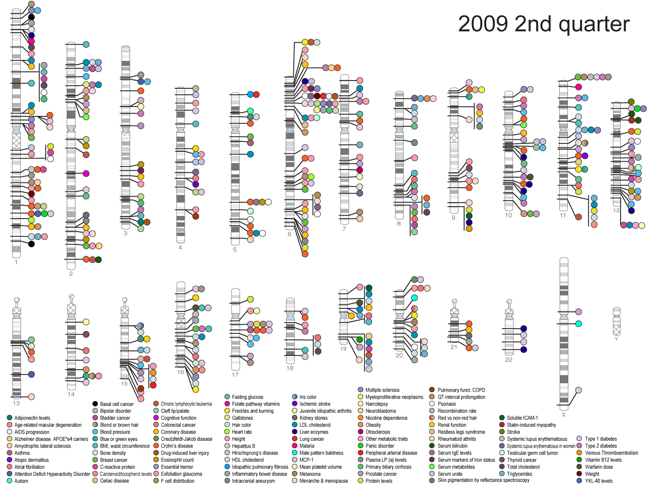 2009 2nd quarter
1
2
3
4
5
6
7
8
9
10
11
12
13
14
15
16
17
18
19
20
21
22
X
Y
Adiponectin levels
Age-related macular degeneration
AIDS progression
Alzheimer disease APOE*e4 carriers
Amyotrophic lateral sclerosis
Asthma
Atopic dermatitis
Atrial fibrillation
Attention Deficit Hyperactivity Disorder
Autism
Basal cell cancer
Bipolar disorder
Bladder cancer
Blond or brown hair
Blood pressure
Blue or green eyes
BMI, waist circumference
Bone density
Breast cancer
C-reactive protein
Carotenoid/tocopherol levels
Celiac disease
Chronic lymphocytic leukemia
Cleft lip/palate
Cognitive function
Colorectal cancer
Coronary disease
Creutzfeldt-Jakob disease
Crohn's disease
Drug-induced liver injury
Eosinophil count
Essential tremor
Exfoliation glaucoma
F cell distribution
Fasting glucose
Folate pathway vitamins
Freckles and burning
Gallstones
Hair color
Heart rate
Height
Hepatitis B
Hirschsprung's disease
HDL cholesterol
Idiopathic pulmonary fibrosis
Inflammatory bowel disease
Intracranial aneurysm
Iris color
Ischemic stroke
Juvenile idiopathic arthritis
Kidney stones
LDL cholesterol
Liver enzymes
Lung cancer
Malaria
Male pattern baldness
MCP-1
Mean platelet volume
Melanoma
Menarche & menopause
Multiple sclerosis
Myeloproliferative neoplasms
Narcolepsy
Neuroblastoma
Nicotine dependence
Obesity
Otosclerosis
Other metabolic traits
Panic disorder
Peripheral arterial disease
Plasma LP (a) levels
Primary biliary cirrhosis
Prostate cancer
Protein levels
Pulmonary funct. COPD
QT interval prolongation
Psoriasis
Recombination rate
Red vs.non-red hair
Renal function
Restless legs syndrome
Rheumatoid arthritis
Serum bilirubin
Serum IgE levels
Serum markers of iron status
Serum metabolites
Serum urate
Skin pigmentation by reflectance spectroscopy
Soluble ICAM-1
Statin-induced myopathy
Stroke
Systemic lupus erythematosus
Systemic lupus erythematosus in women
Testicular germ cell tumor
Thyroid cancer
Total cholesterol
Triglycerides
Type 1 diabetes
Type 2 diabetes
Venous Thromboembolism
Vitamin B12 levels
Warfarin dose
Weight
YKL-40 levels